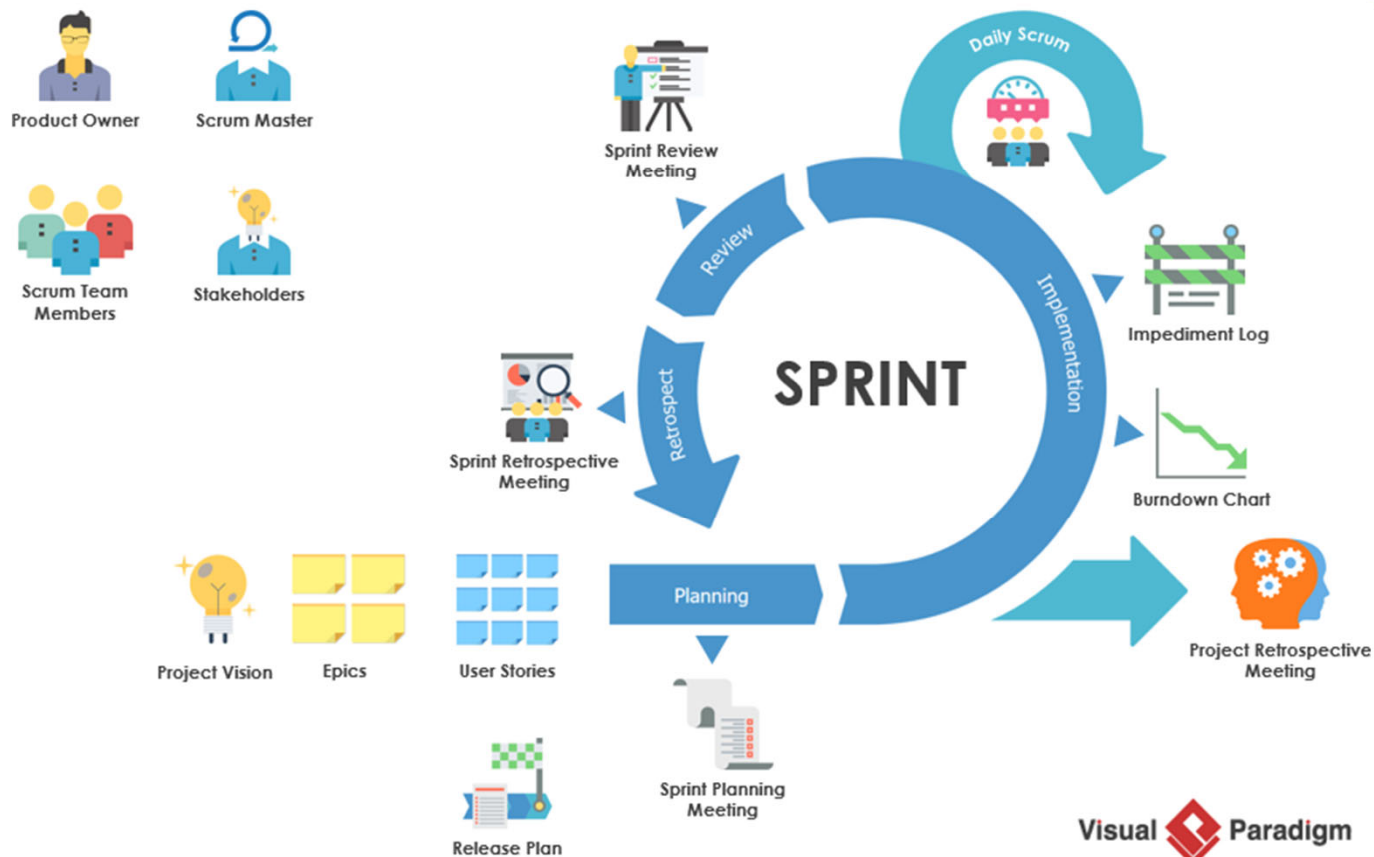 Product Owner
Scrum Master
Scrum Team
Members
Stakeholders
Sprint Review
Meeting
Daily Scrum
Review
Implementation
Impediment Log
SPRINT
Retrospect
Sprint Retrospective
Meeting
Burndown Chart
Project Vision
Epics
User Stories
Planning
Project Retrospective
Meeting
Sprint Planning
Meeting
Release Plan
Visual Paradigm